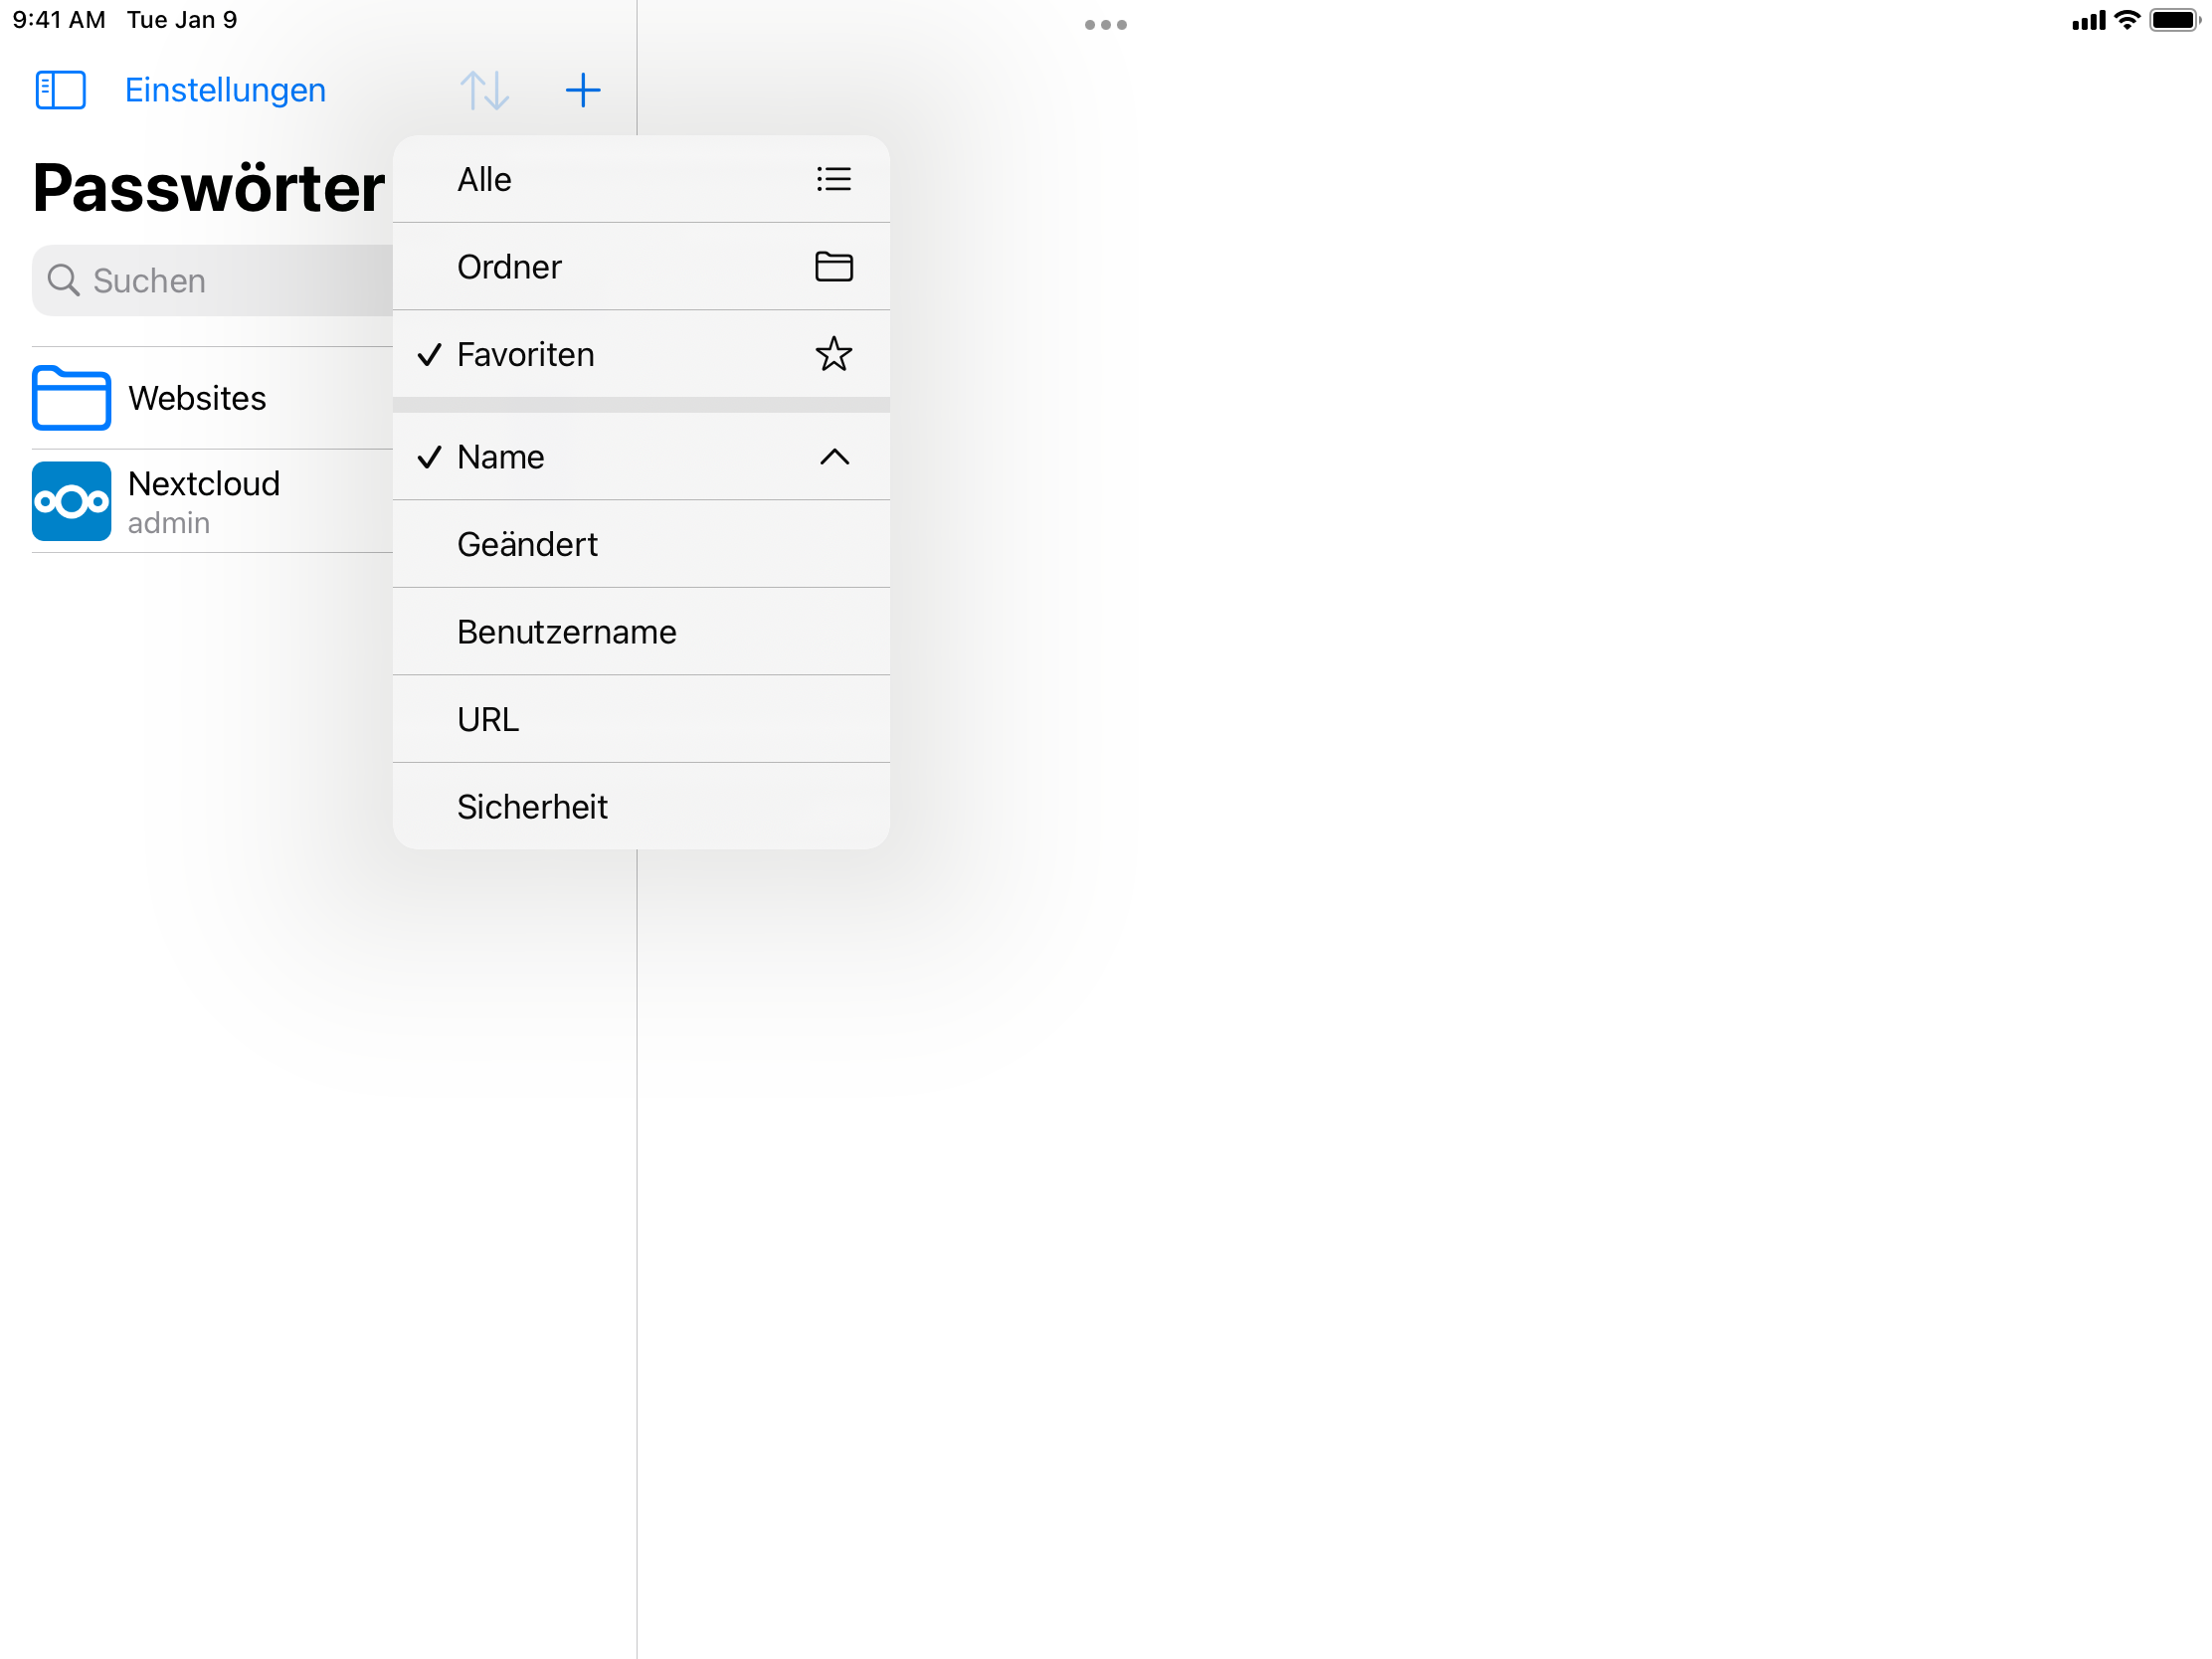 9:41 AM Tue Jan 9
Einstellungen
Passwörter
Suchen
Websites
Nextcloud
admin
Alle
Ordner
Favoriten
Name
Geändert
Benutzername
URL
Sicherheit